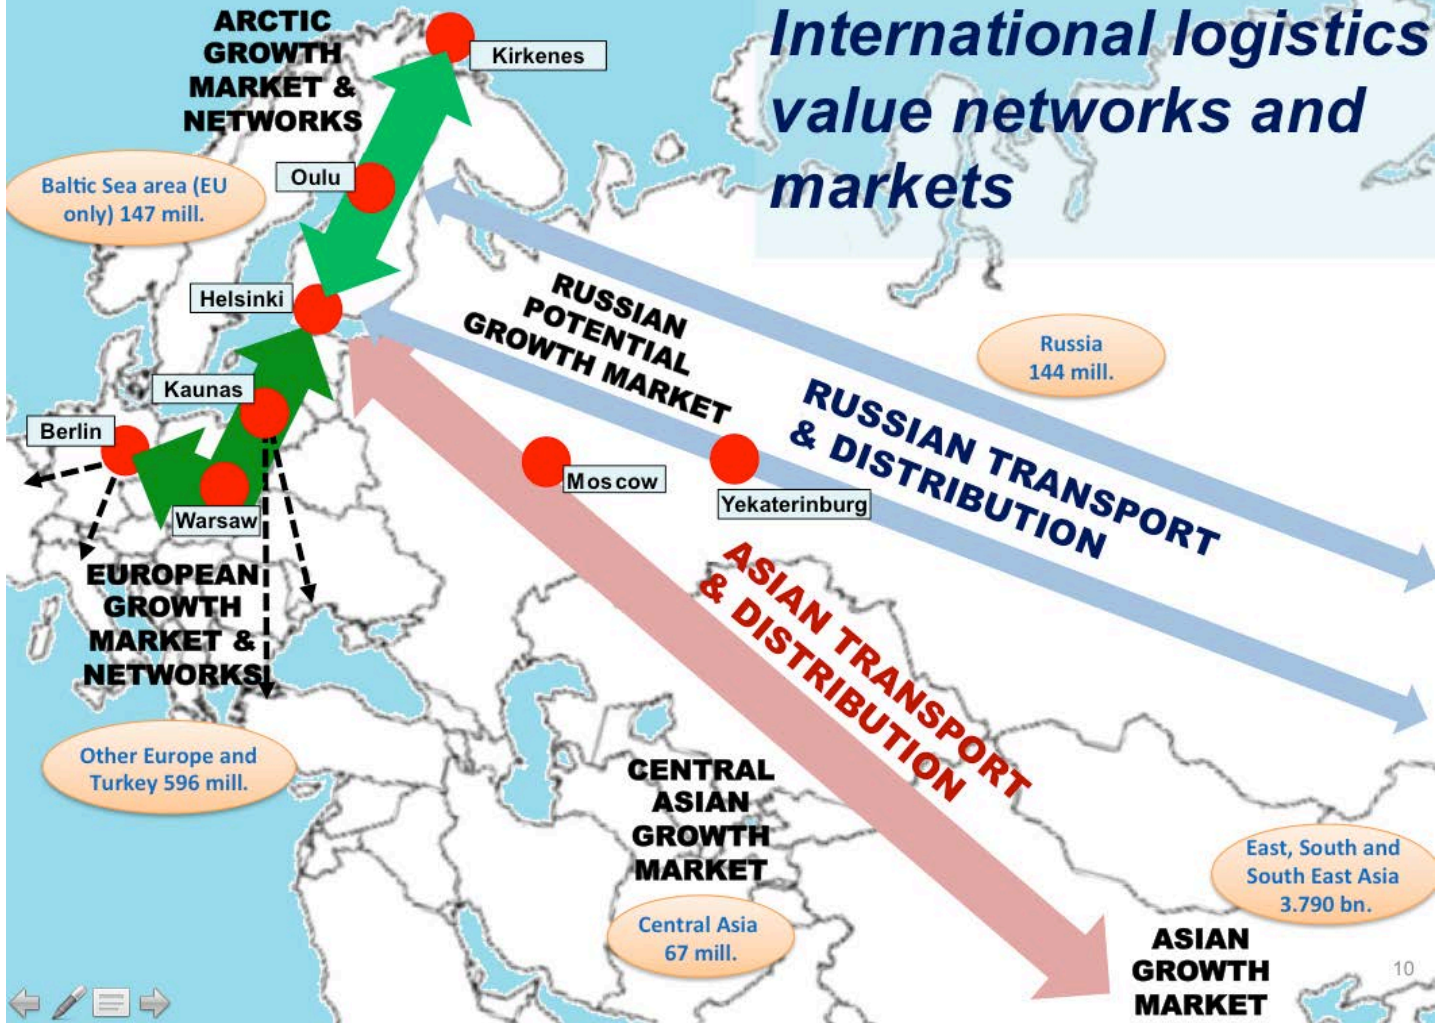 International logistics
value networks and
markets
ARCTIC
GROWTH
MARKET &
NETWORKS
Kirkenes
Baltic Sea area (EU
only) 147 mill.
Oulu
Helsinki
RUSSIAN
POTENTIAL
GROWTH MARKET
Russia
144 mill.
Kaunas
Berlin
RUSSIAN TRANSPORT
& DISTRIBUTION
Moscow
Yekaterinburg
Warsaw
EUROPEAN
GROWTH
MARKET &
NETWORKS
ASIAN TRANSPORT
& DISTRIBUTION
Other Europe and
Turkey 596 mill.
CENTRAL
ASIAN
GROWTH
MARKET
East, South and
South East Asia
3.790 bn.
Central Asia
67 mill.
ASIAN
GROWTH
MARKET
10